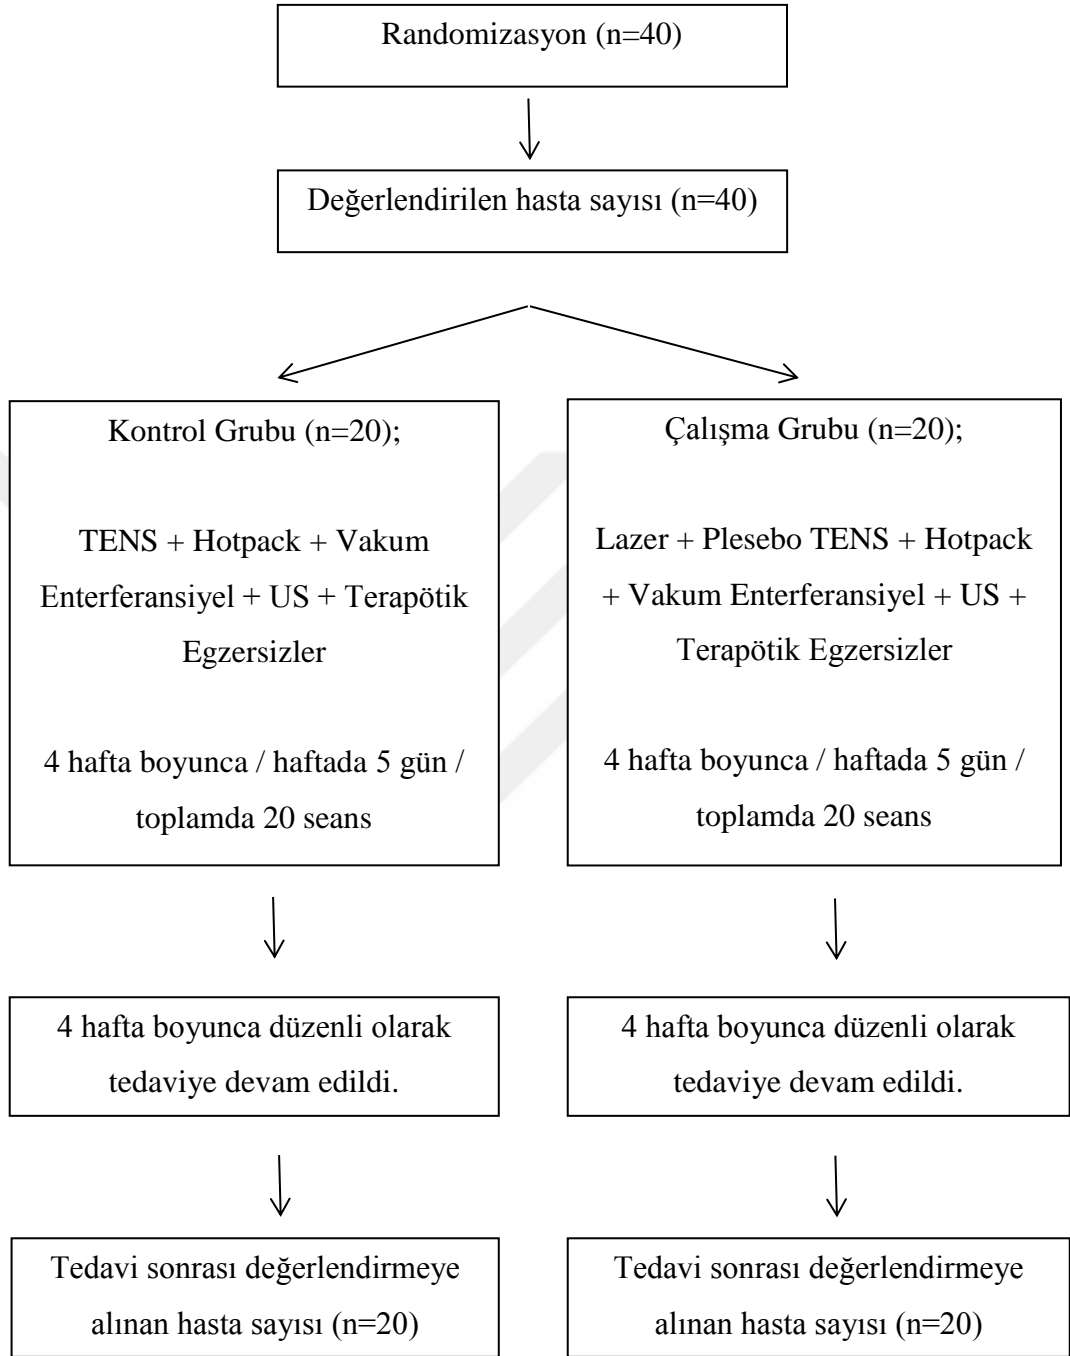 Randomizasyon (n=40)
Değerlendirilen hasta sayısı (n=40)
Kontrol Grubu (n=20);
TENS + Hotpack + Vakum
Enterferansiyel + US + Terapötik
Egzersizler
4 hafta boyunca / haftada 5 gün /
toplamda 20 seans
Çalışma Grubu (n=20);
Lazer + Plesebo TENS + Hotpack
+ Vakum Enterferansiyel + US +
Terapötik Egzersizler
4 hafta boyunca / haftada 5 gün /
toplamda 20 seans
4 hafta boyunca düzenli olarak
tedaviye devam edildi.
4 hafta boyunca düzenli olarak
tedaviye devam edildi.
Tedavi sonrası değerlendirmeye
alınan hasta sayısı (n=20)
Tedavi sonrası değerlendirmeye
alınan hasta sayısı (n=20)